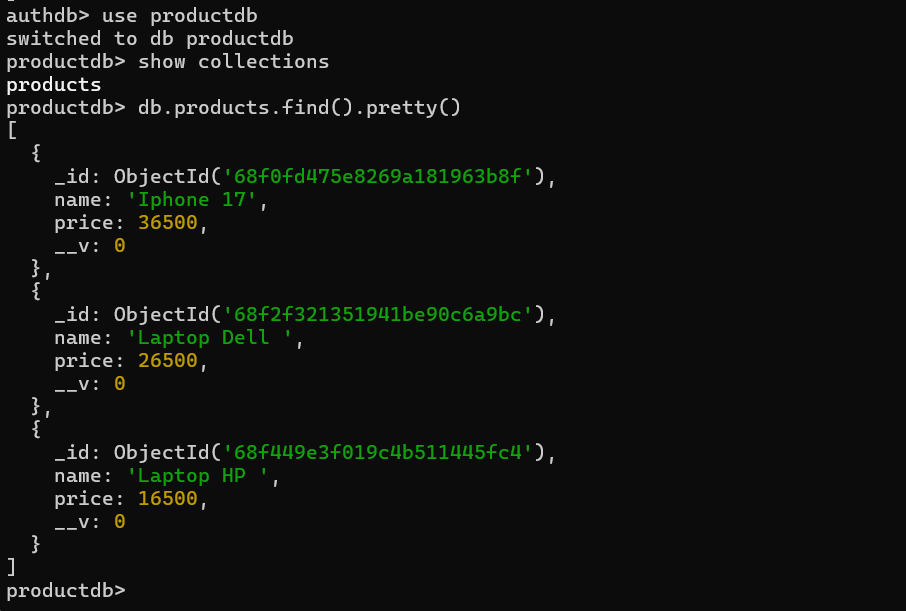 authdb> use productdb
switched to db productdb
productdb> show collections
products
productdb> db.products.find().pretty()
[
  {
    _id: ObjectId('68f0fd475e8269a181963b8f'),
    name: 'Iphone 17',
    price: 36500,
    __v: 0
  },
  {
    _id: ObjectId('68f2f321351941be90c6a9bc'),
    name: 'Laptop Dell ',
    price: 26500,
    __v: 0
  },
  {
    _id: ObjectId('68f449e3f019c4b511445fc4'),
    name: 'Laptop HP ',
    price: 16500,
    __v: 0
  }
]
productdb>